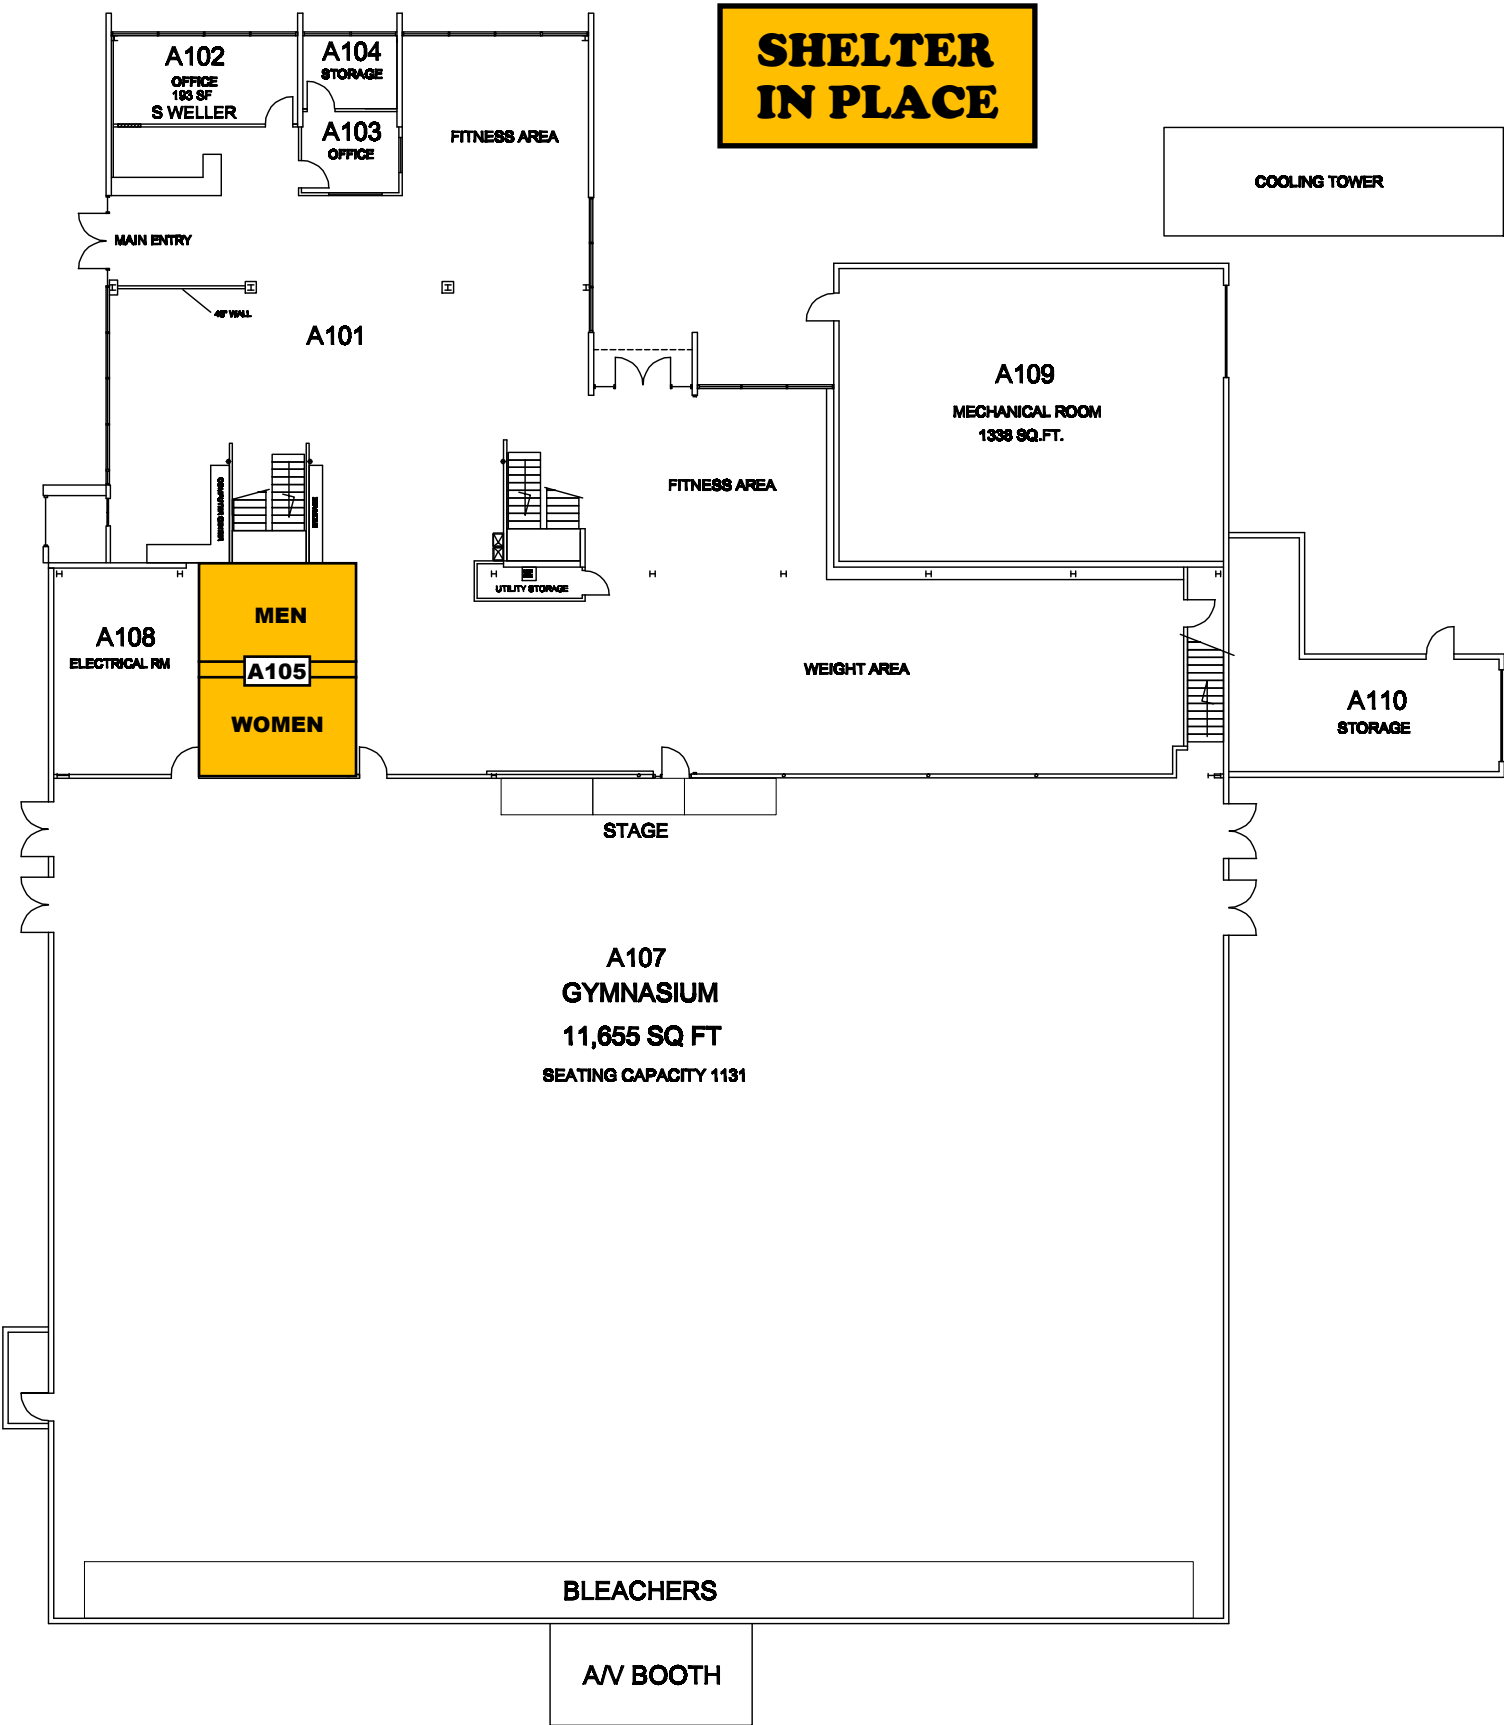 SHELTER
IN PLACE
A102
OFFICE
193 SF
S WELLER
A104
STORAGE
A103
OFFICE
FITNESS AREA
COOLING TOWER
MAIN ENTRY
A101
A109
MECHANICAL ROOM
1338 SQ.FT.
FITNESS AREA
UTILITY STORAGE
MEN
A105
WOMEN
A108
ELECTRICAL RM
WEIGHT AREA
A110
STORAGE
STAGE
A107
GYMNASIUM
11,655 SQ FT
SEATING CAPACITY 1131
BLEACHERS
A/V BOOTH